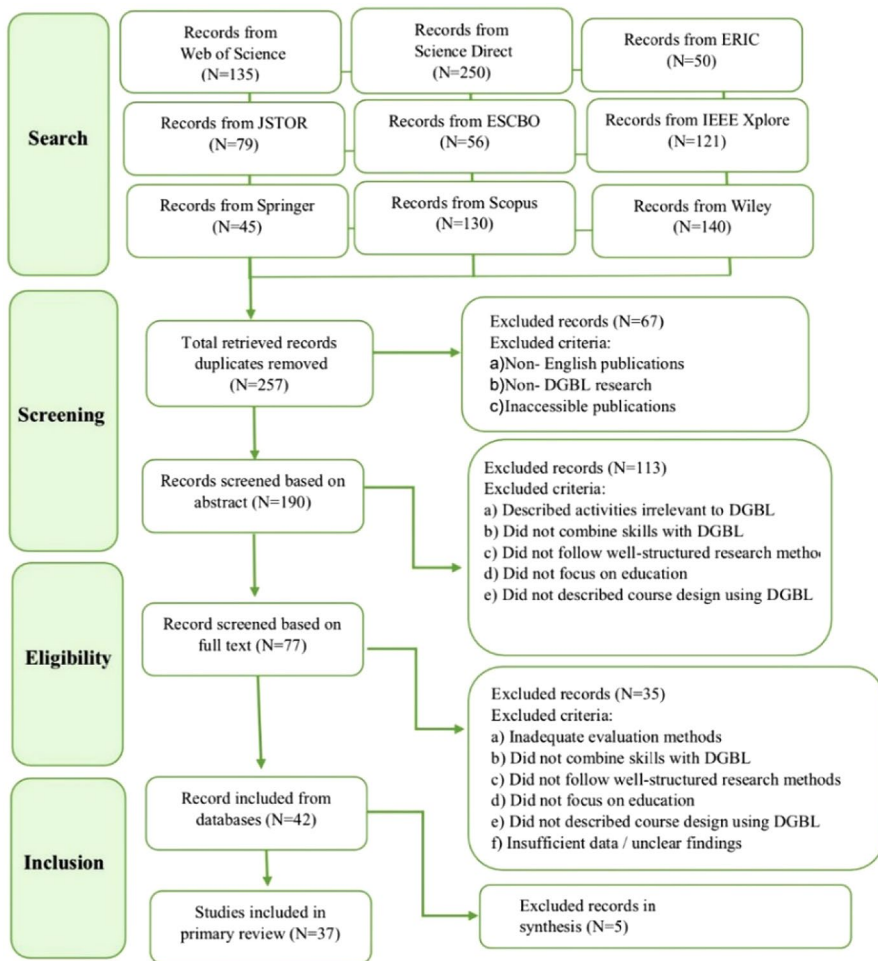 Search
Records from
Web of Science
(N=135)
Records from
Science Direct
(N=250)
Records from ERIC
(N=50)
Records from JSTOR
(N=79)
Records from ESCBO
(N=56)
Records from IEEE Xplore
(N=121)
Records from Springer
(N=45)
Records from Scopus
(N=130)
Records from Wiley
(N=140)
Screening
Total retrieved records
duplicates removed
(N=257)
Excluded records (N=67)
Excluded criteria:
a)Non- English publications
b)Non- DGBL research
c)Inaccessible publications
Records screened based on
abstract (N=190)
Excluded records (N=113)
Excluded criteria:
a) Described activities irrelevant to DGBL
b) Did not combine skills with DGBL
c) Did not follow well-structured research metho
d) Did not focus on education
e) Did not described course design using DGBL
Eligibility
Record screened based on
full text (N=77)
Excluded records (N=35)
Excluded criteria:
a) Inadequate evaluation methods
b) Did not combine skills with DGBL
c) Did not follow well-structured research methods
d) Did not focus on education
e) Did not described course design using DGBL
f) Insufficient data / unclear findings
Inclusion
Record included from
databases (N=42)
Studies included in
primary review (N=37)
Excluded records in
synthesis (N=5)